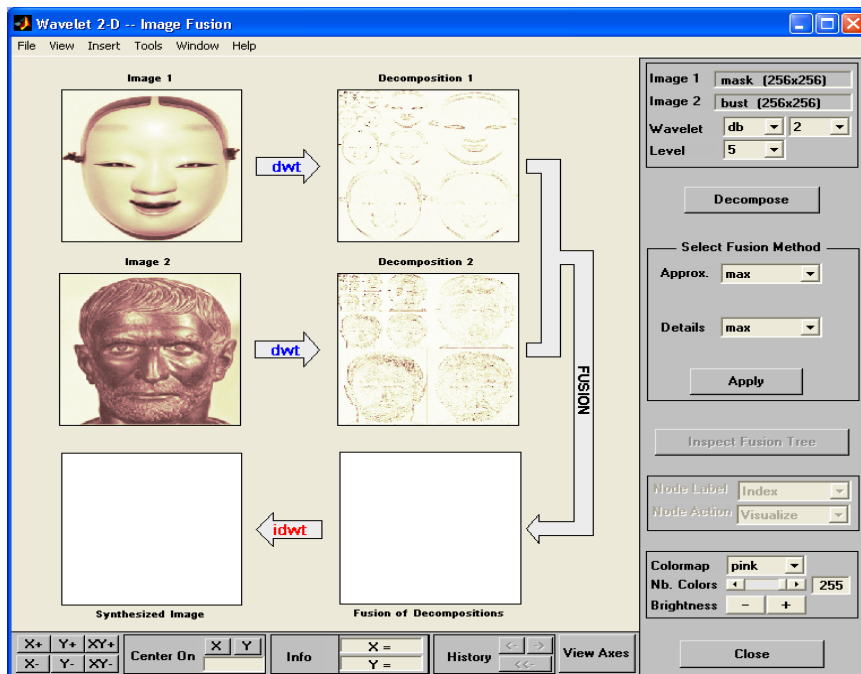 Wavelet 2-D -- Image Fusion
File View Insert Tools Window Help
Image 1
Decomposition 1
dwt
Image 2
Decomposition 2
dwt
FUSION
idwt
Synthesized Image
Fusion of Decompositions
Image 1 mask (256x256)
Image 2 bust (256x256)
Wavelet db 2
Level 5
Decompose
Select Fusion Method
Approx. max
Details max
Apply
Inspect Fusion Tree
Node Label Index
Node Action Visualize
Colormap pink
Nb. Colors 255
Brightness - +
X+ Y+ XY+
X- Y- XY-
Center On X Y
Info X =
Y =
History <- ->
<<-
View Axes
Close